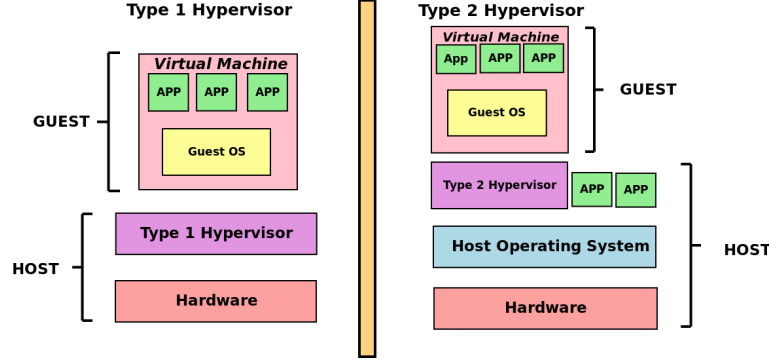 Type 1 Hypervisor
Virtual Machine
APP APP APP
GUEST
Guest OS
Type 1 Hypervisor
HOST
Hardware
Type 2 Hypervisor
Virtual Machine
App APP APP
GUEST
Guest OS
Type 2 Hypervisor APP APP
Host Operating System
HOST
Hardware